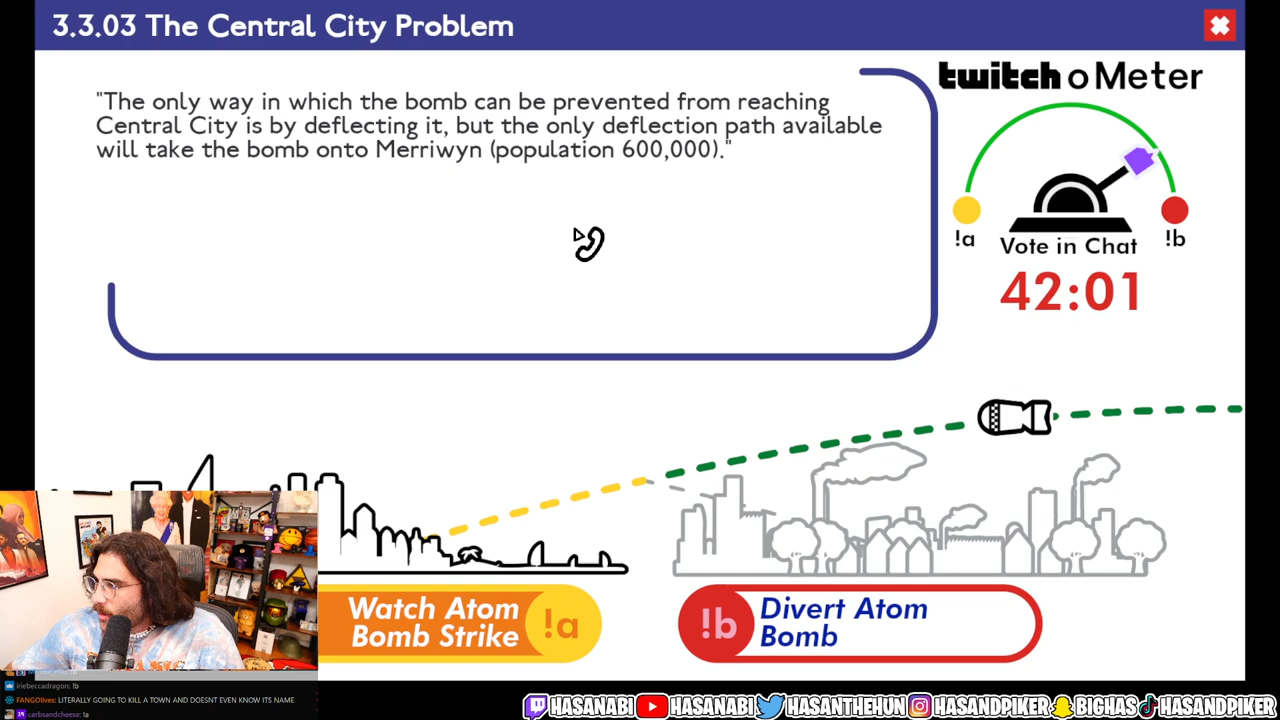 3.3.03 The Central City Problem
"The only way in which the bomb can be prevented from reaching
Central City is by deflecting it, but the only deflection path available
will take the bomb onto Merriwyn (population 600,000)."
twitch o Meter
!a
Vote in Chat
!b
42:01
Watch Atom
Bomb Strike
!a
!b
Divert Atom
Bomb
iriebeccadragon: !b
FANGOlives: LITERALLY GOING TO KILL A TOWN AND DOESNT EVEN KNOW ITS NAME
carbsandcheese: !a
HASANABI HASANABI HASANTHEHUN HASANDPIKER BIGHAS HASANDPIKER